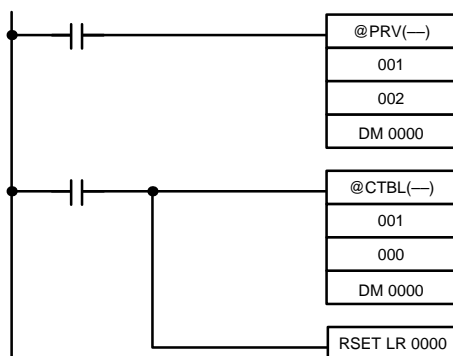 @PRV(––)
001
002
DM 0000
@CTBL(––)
001
000
DM 0000
RSET LR 0000